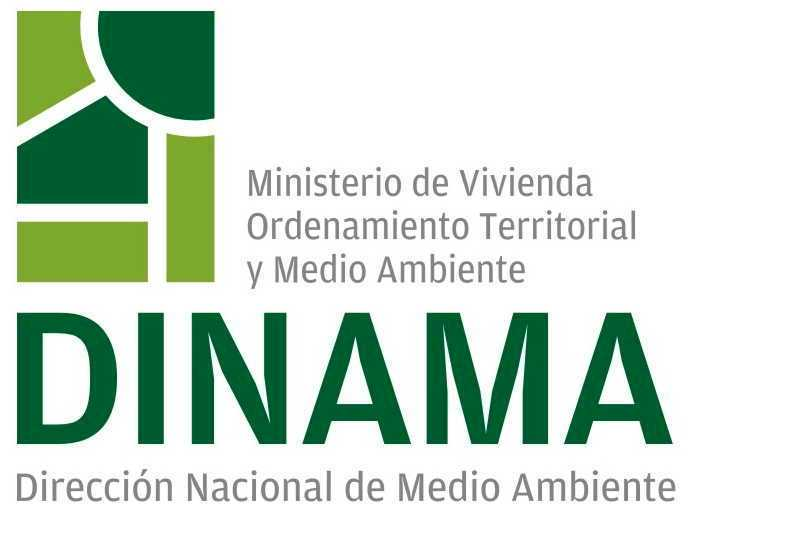 Ministerio de Vivienda
Ordenamiento Territorial
y Medio Ambiente
DINAMA
Dirección Nacional de Medio Ambiente